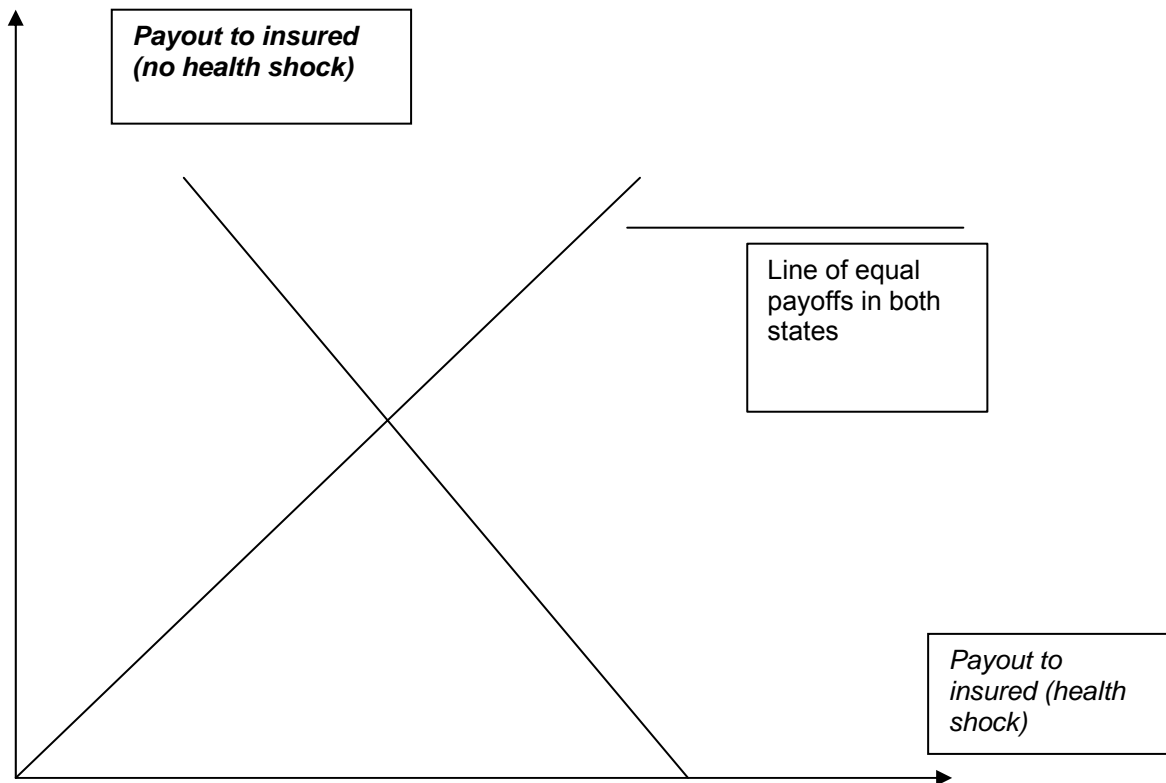 Payout to insured
(no health shock)
Line of equal
payoffs in both
states
Payout to
insured (health
shock)